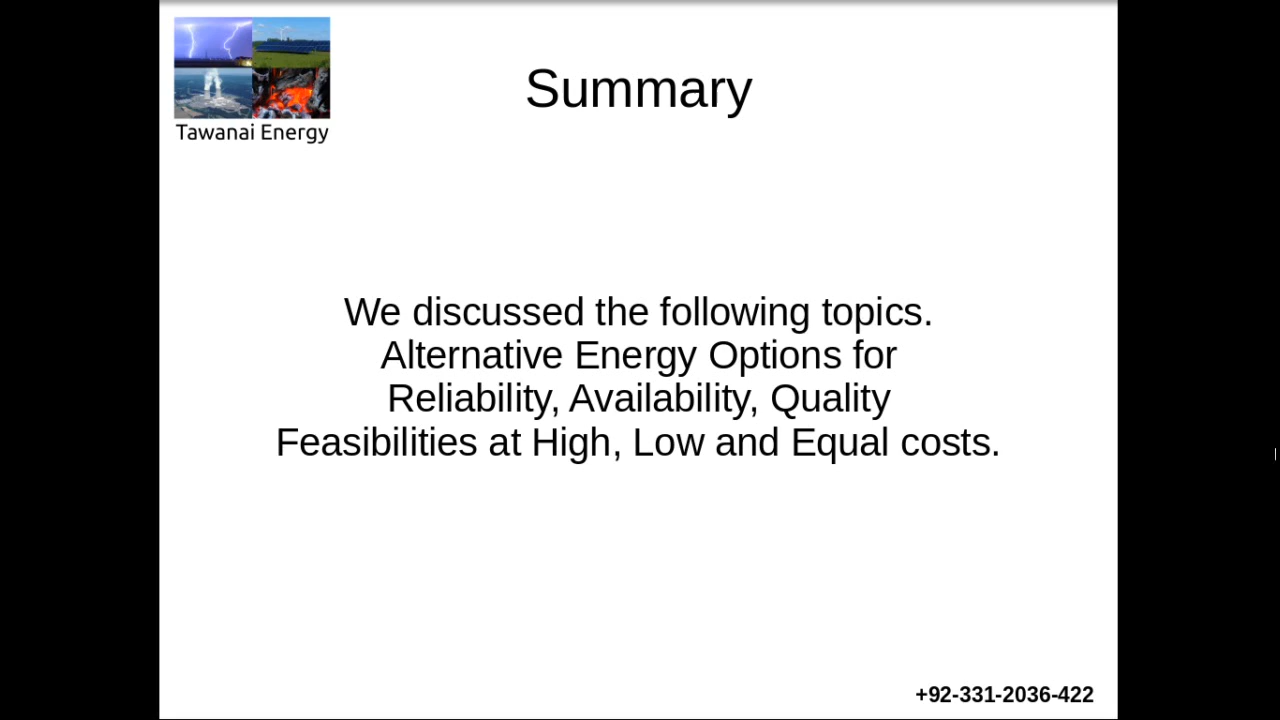 Tawanai Energy
Summary
We discussed the following topics.
Alternative Energy Options for
Reliability, Availability, Quality
Feasibilities at High, Low and Equal costs.
+92-331-2036-422